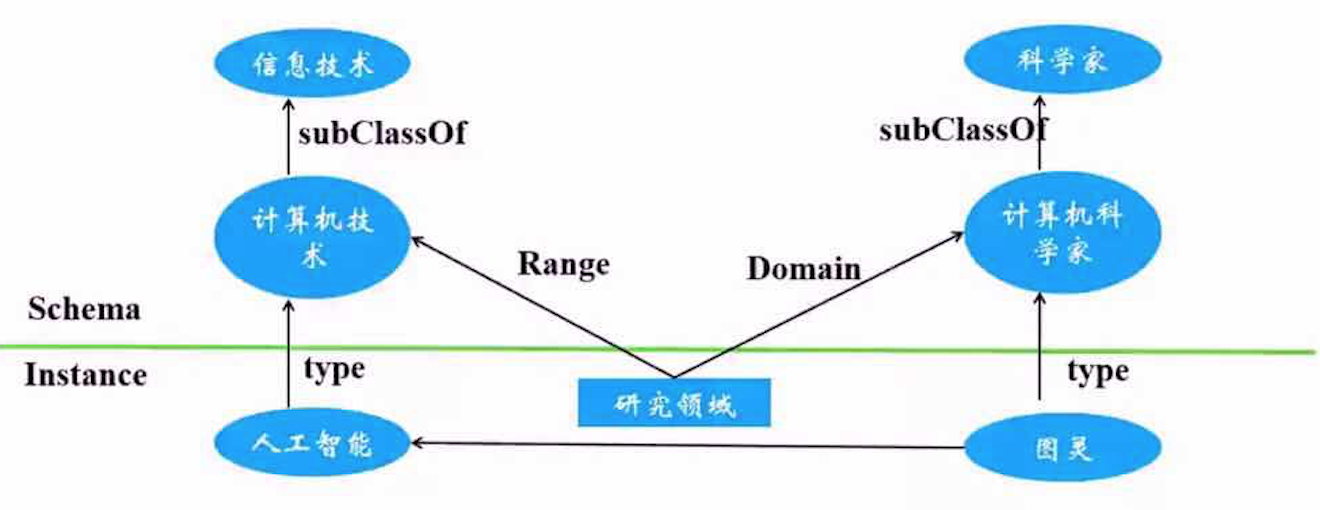 信息技术
科学家
subClassOf
subClassOf
计算机技
术
计算机科
学家
Range
Domain
Schema
Instance
type
type
研究领域
人工智能
图灵